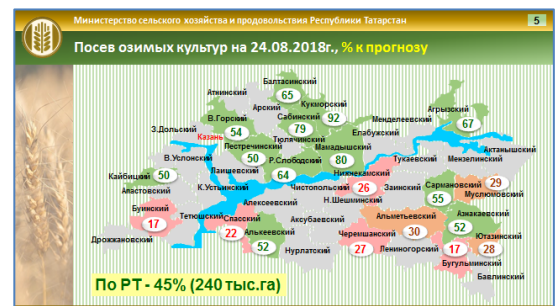 Министерство сельского хозяйства и продовольствия Республики Татарстан
5
Посев озимых культур на 24.08.2018г., % к прогнозу
Балтасинский
65
Атнинский
Кукморский
92
Арский
Сабинский
79
Агрызский
67
В.Горский
54
Менделеевский
З.Дольский
Казань
Тюлячинский
Елабужский
Пестречинский
50
Мамадышский
80
Актанышский
В.Услонский
Р.Слободский
64
Тукаевский
Мензелинский
Лаишевский
Нижнекамский
26
Кайбицкий
50
К.Устьинский
Чистопольский
Заинский
Сармановский
55
29
Муслюмовский
Апастовский
Алексеевский
Н.Шешминский
Буинский
17
Тетюшский
Спасский
22
Альметьевский
30
Азнакаевский
52
Алькеевский
52
Аксубаевский
Черемшанский
27
Ютазинский
28
Дрожжановский
Нурлатский
Лениногорский
17
Бугульминский
Бавлинский
По РТ - 45% (240 тыс.га)